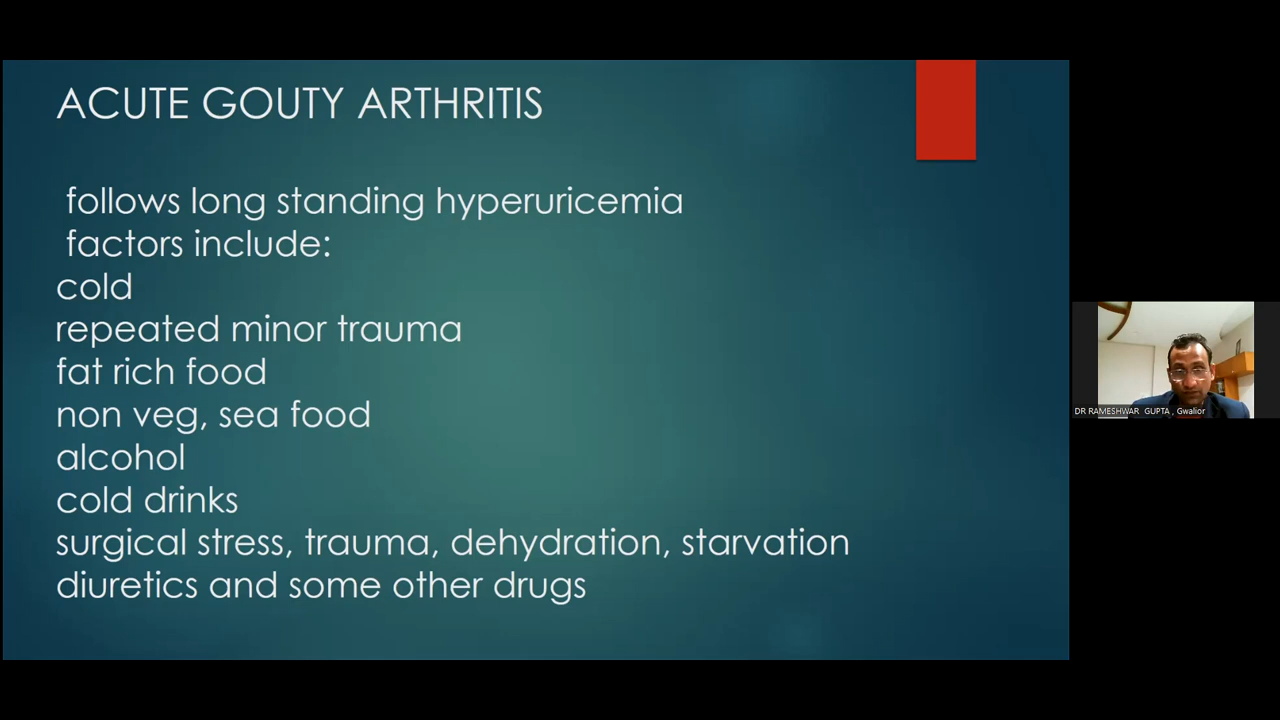 ACUTE GOUTY ARTHRITIS
follows long standing hyperuricemia
factors include:
cold
repeated minor trauma
fat rich food
non veg, sea food
alcohol
cold drinks
surgical stress, trauma, dehydration, starvation
diuretics and some other drugs
DR RAMESHWAR GUPTA , Gwalior